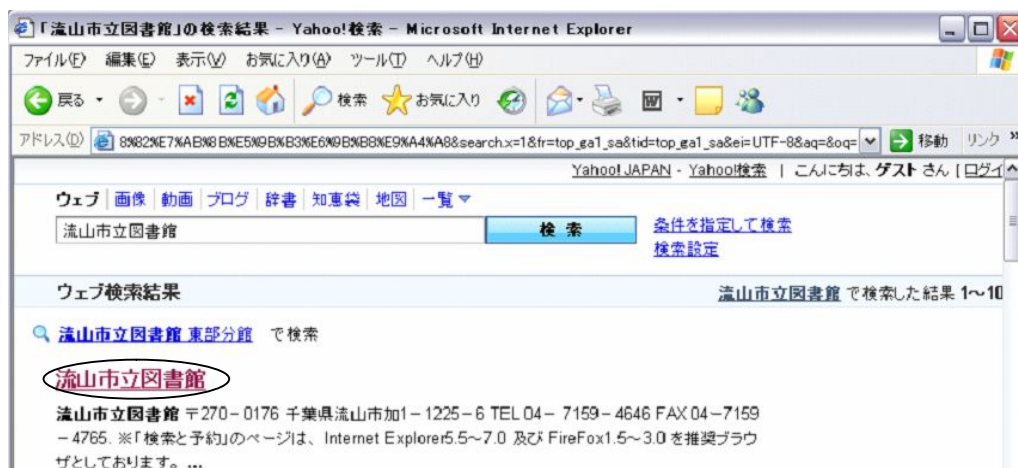 「流山市立図書館」の検索結果 - Yahoo!検索 - Microsoft Internet Explorer
ファイル(F) 編集(E) 表示(V) お気に入り(A) ツール(T) ヘルプ(H)
戻る 検索 お気に入り
アドレス(D) 8%82%E7%AB%8B%E5%9B%B3%E6%9B%B8%E9%A4%A8&search.x=1&fr=top_ga1_sa&tid=top_ga1_sa&ei=UTF-8&aq=&oq= 移動 リンク »
Yahoo! JAPAN - Yahoo!検索 | こんにちは、ゲストさん [ログイ
ウェブ 画像 動画 ブログ 辞書 知恵袋 地図 一覧▼
流山市立図書館 検 索 条件を指定して検索
検索設定
ウェブ検索結果 流山市立図書館 で検索した結果 1～10
流山市立図書館 東部分館 で検索
流山市立図書館
流山市立図書館 〒270-0176 千葉県流山市加1-1225-6 TEL 04- 7159-4646 FAX 04-7159
-4765. ※「検索と予約」のページは、Internet Explorer5.5～7.0 及び FireFox1.5～3.0 を推奨ブラウ
ザとしております。 ...